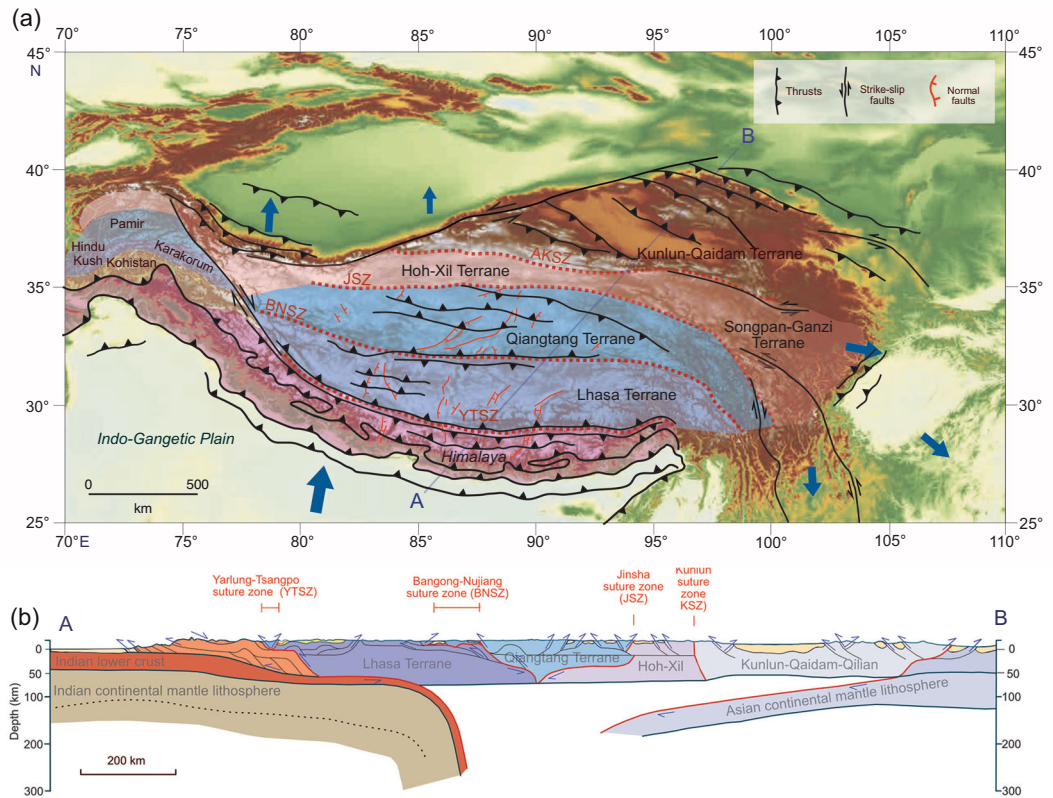 (a)
70° 75° 80° 85° 90° 95° 100° 105° 110°
45° 45°
N
Thrusts
Strike-slip
faults
Normal
faults
B
40° 40°
Pamir
Hindu
Kush
Kohistan
Karakorum
AKSZ
Kunlun-Qaidam Terrane
JSZ
Hoh-Xil Terrane
35° 35°
BNSZ
Songpan-Ganzi
Terrane
Qiangtang Terrane
Lhasa Terrane
30° 30°
YTSZ
Indo-Gangetic Plain
Himalaya
0 500
km
A
25° 25°
70° E 75° 80° 85° 90° 95° 100° 105° 110°
Yarlung-Tsangpo
suture zone (YTSZ)
Bangong-Nujiang
suture zone (BNSZ)
Jinsha
suture zone
(JSZ)
Kunlun
suture
zone
KSZ)
(b)
A B
0 0
Indian lower crust
Lhasa Terrane
Qiangtang Terrane
Hoh-Xil
Kunlun-Qaidam-Qilian
50 50
Indian continental mantle lithosphere
Asian continental mantle lithosphere
100 100
Depth (km)
200 200
200 km
300 300